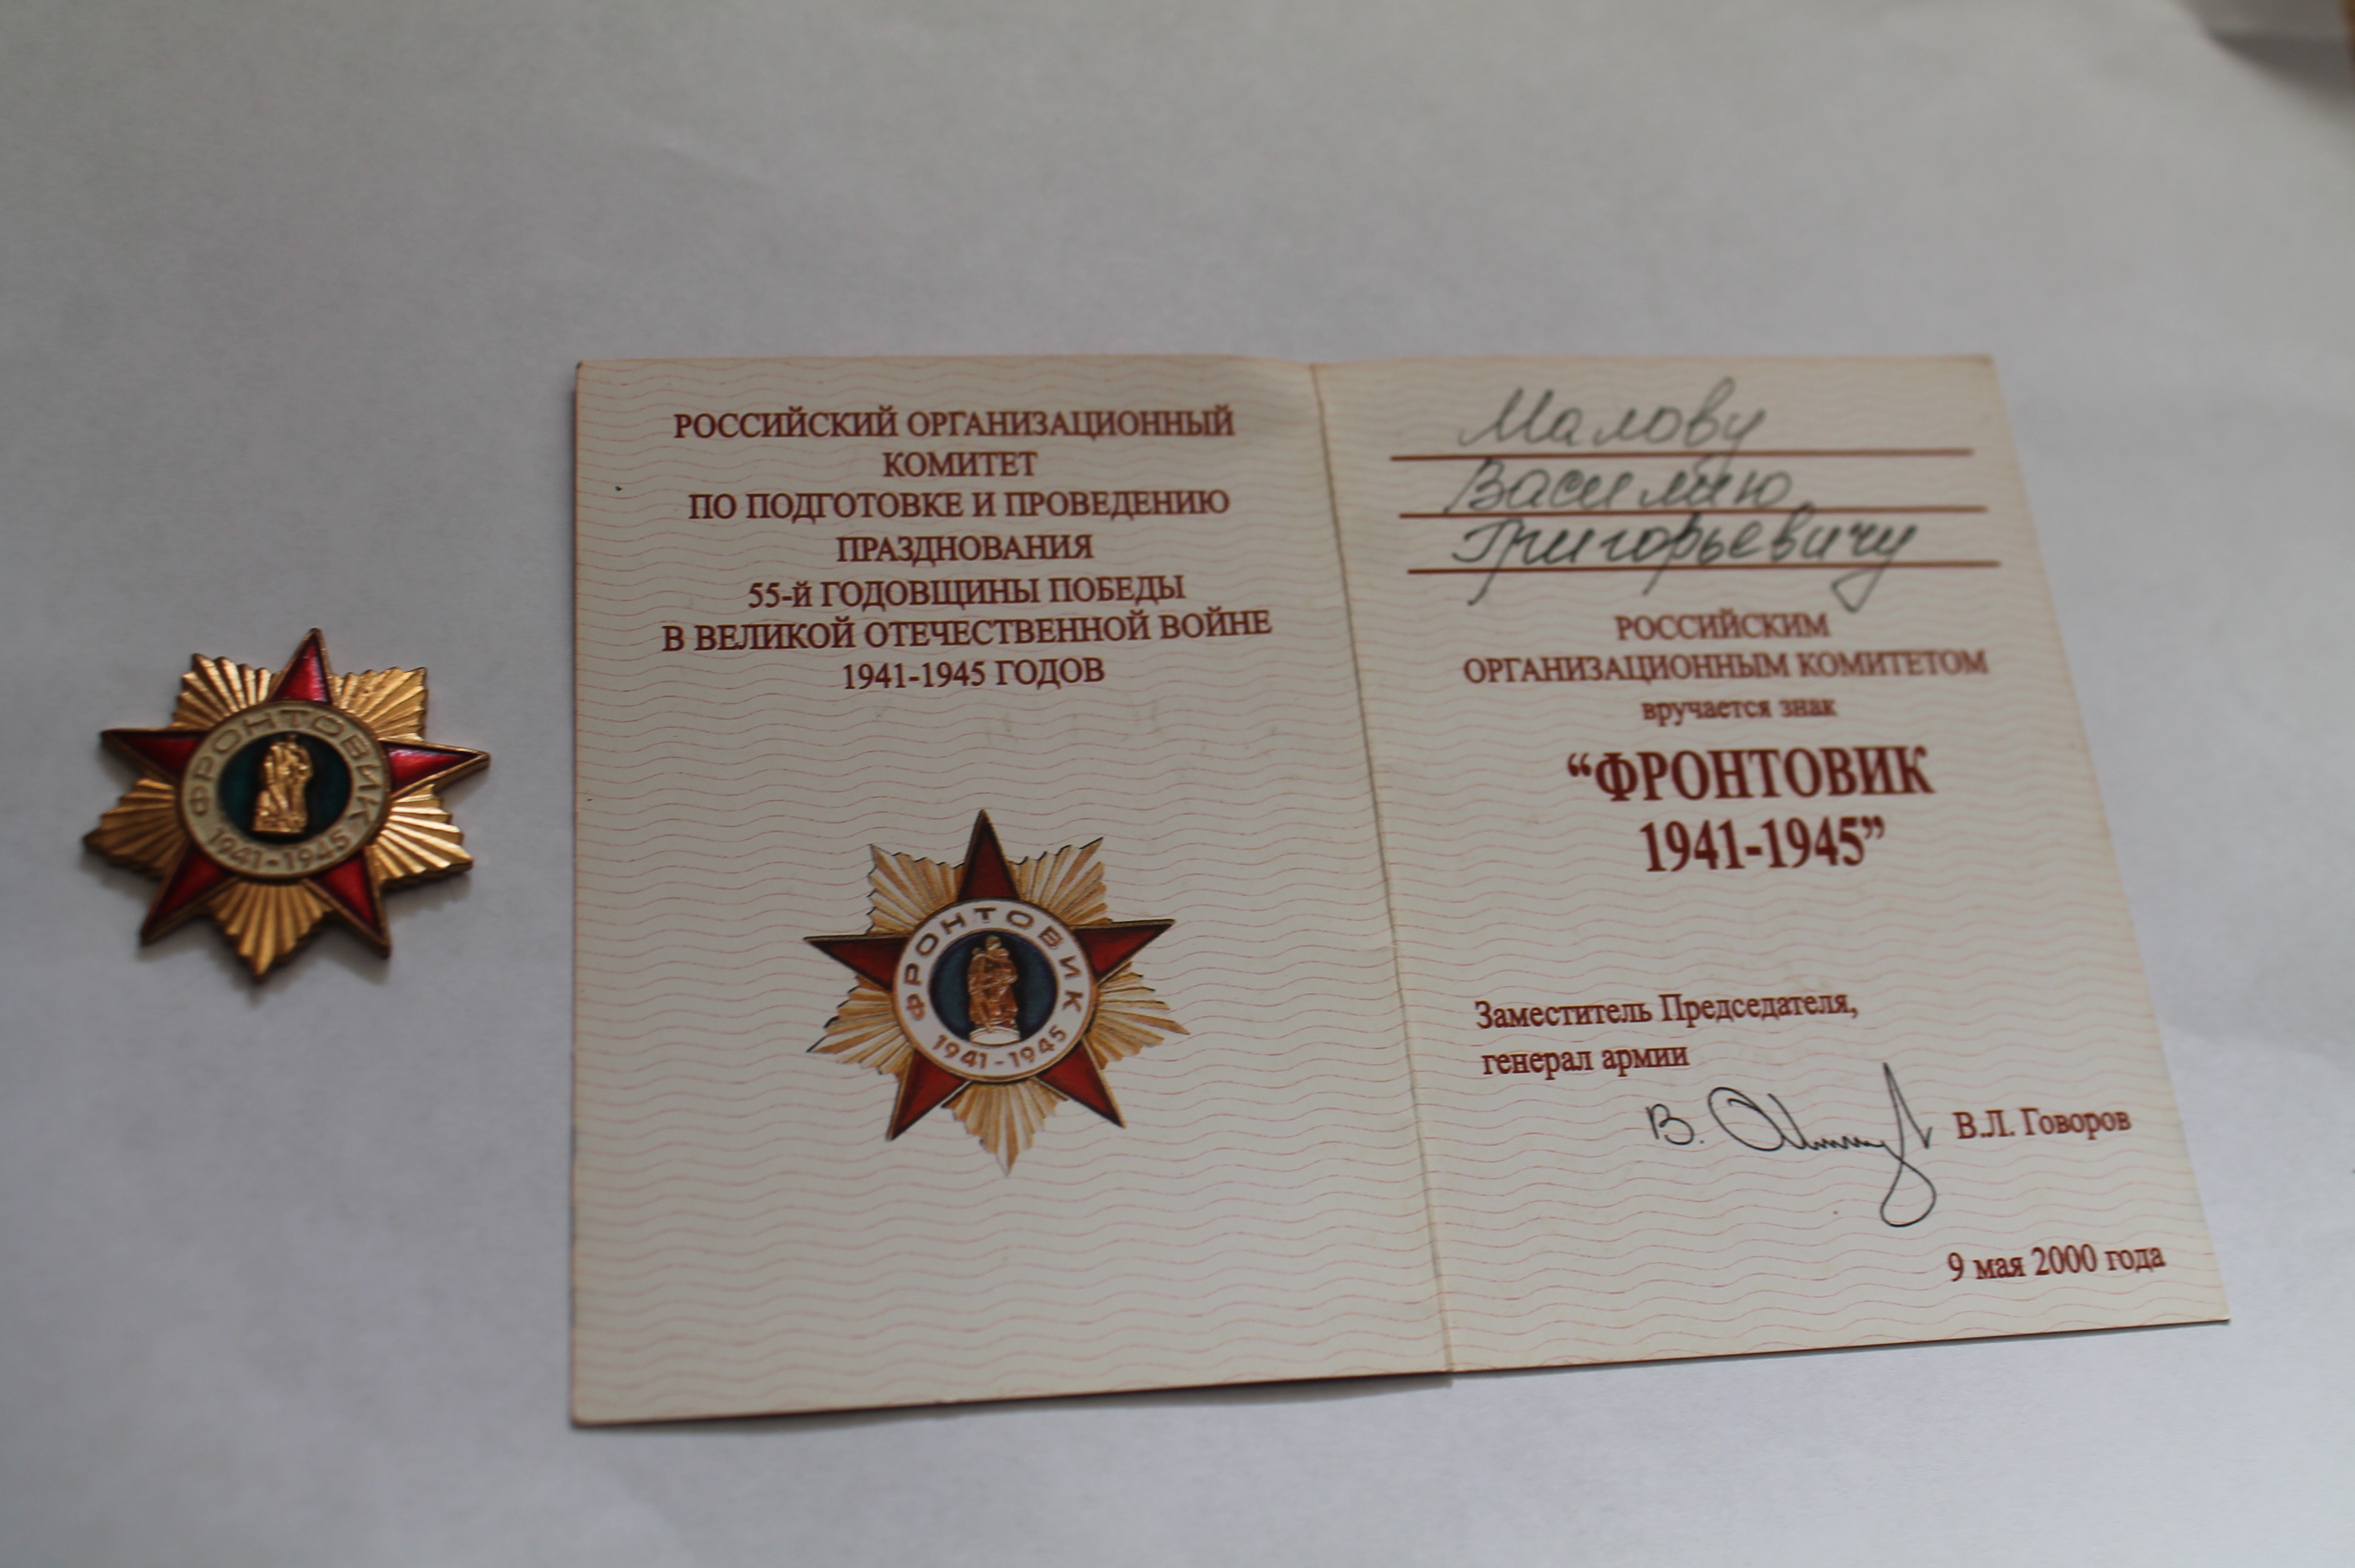 ФРОНТОВИК
1941-1945
РОССИЙСКИЙ ОРГАНИЗАЦИОННЫЙ
КОМИТЕТ
ПО ПОДГОТОВКЕ И ПРОВЕДЕНИЮ
ПРАЗДНОВАНИЯ
55-й ГОДОВЩИНЫ ПОБЕДЫ
В ВЕЛИКОЙ ОТЕЧЕСТВЕННОЙ ВОЙНЕ
1941-1945 ГОДОВ
ФРОНТОВИК
1941-1945
Малову
Василию
Григорьевичу
РОССИЙСКИМ
ОРГАНИЗАЦИОННЫМ КОМИТЕТОМ
вручается знак
“ФРОНТОВИК
1941-1945”
Заместитель Председателя,
генерал армии
В. Л. Говоров
9 мая 2000 года